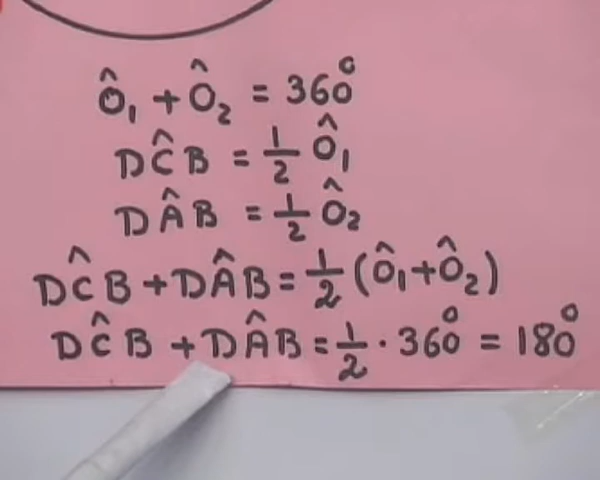 Ô₁ + Ô₂ = 360°
DĈB = 1/2 Ô₁
DÂB = 1/2 Ô₂
DĈB + DÂB = 1/2 (Ô₁ + Ô₂)
DĈB + DÂB = 1/2 · 360° = 180°